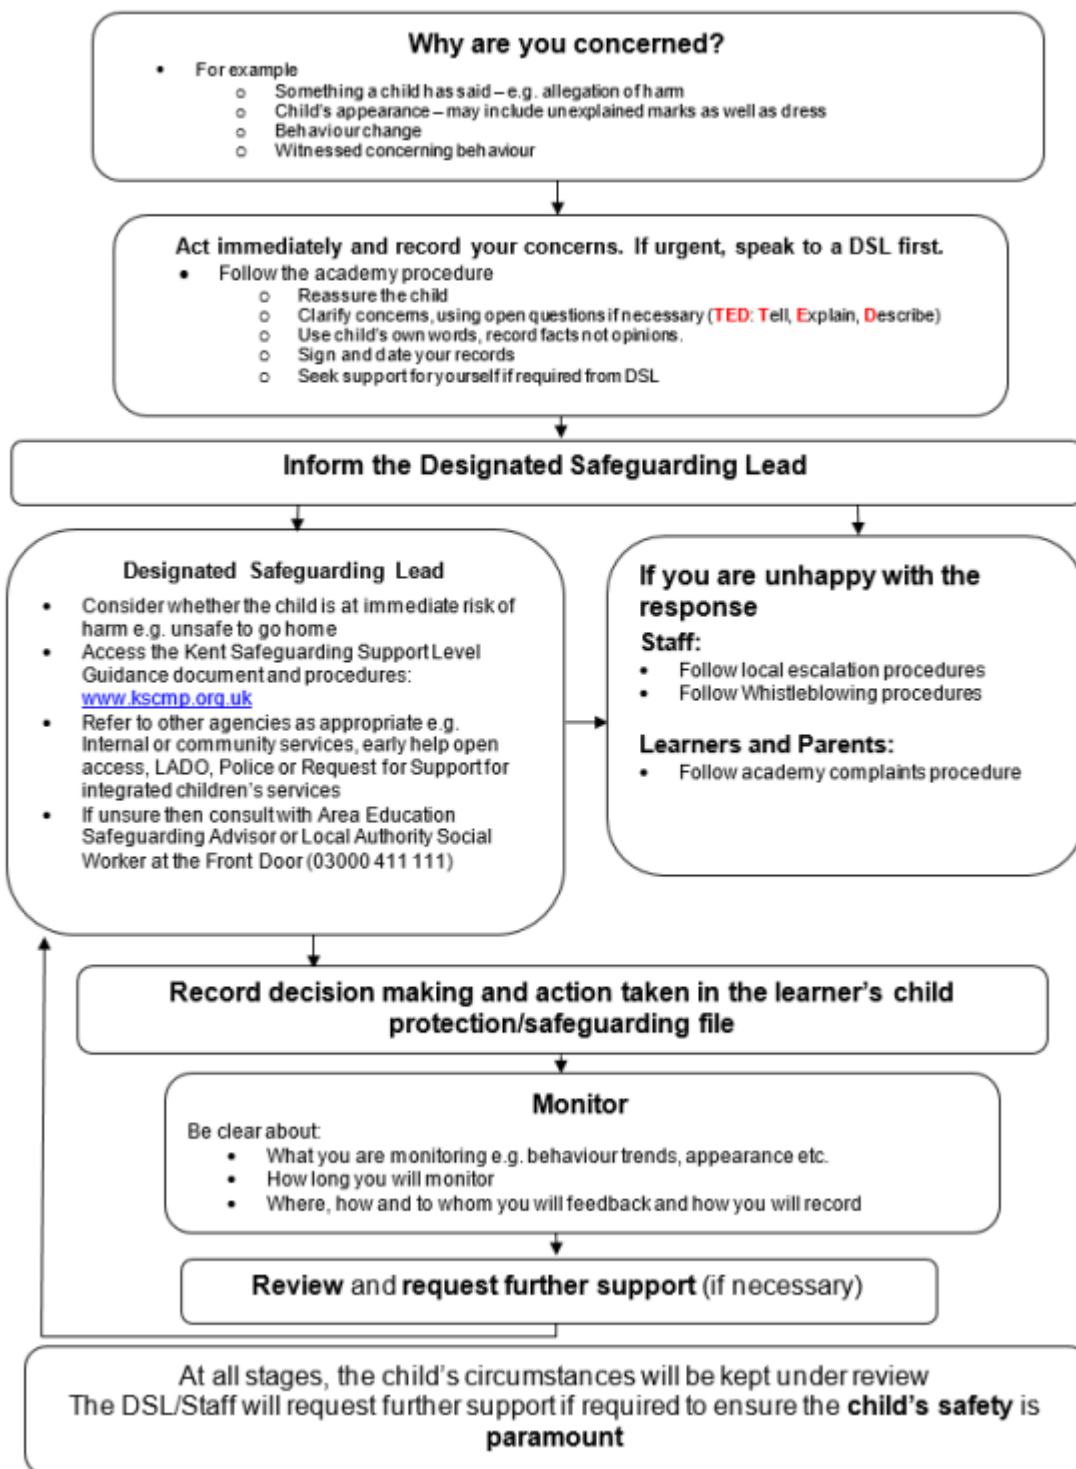 Why are you concerned?
• For example
o Something a child has said – e.g. allegation of harm
o Child's appearance – may include unexplained marks as well as dress
o Behaviour change
o Witnessed concerning behaviour
Act immediately and record your concerns. If urgent, speak to a DSL first.
• Follow the academy procedure
o Reassure the child
o Clarify concerns, using open questions if necessary (TED: Tell, Explain, Describe)
o Use child's own words, record facts not opinions.
o Sign and date your records
o Seek support for yourself if required from DSL
Inform the Designated Safeguarding Lead
Designated Safeguarding Lead
• Consider whether the child is at immediate risk of
harm e.g. unsafe to go home
• Access the Kent Safeguarding Support Level
Guidance document and procedures:
www.kscmp.org.uk
• Refer to other agencies as appropriate e.g.
Internal or community services, early help open
access, LADO, Police or Request for Support for
integrated children's services
• If unsure then consult with Area Education
Safeguarding Advisor or Local Authority Social
Worker at the Front Door (03000 411 111)
If you are unhappy with the
response
Staff:
• Follow local escalation procedures
• Follow Whistleblowing procedures
Learners and Parents:
• Follow academy complaints procedure
Record decision making and action taken in the learner's child
protection/safeguarding file
Monitor
Be clear about:
• What you are monitoring e.g. behaviour trends, appearance etc.
• How long you will monitor
• Where, how and to whom you will feedback and how you will record
Review and request further support (if necessary)
At all stages, the child's circumstances will be kept under review
The DSL/Staff will request further support if required to ensure the child's safety is
paramount